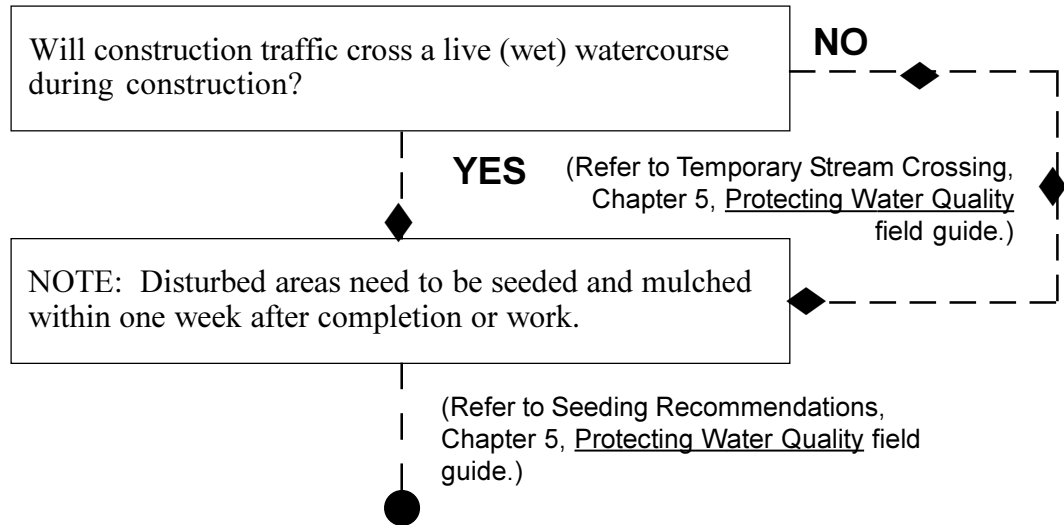 Will construction traffic cross a live (wet) watercourse
during construction?
NO
YES
(Refer to Temporary Stream Crossing,
Chapter 5, Protecting Water Quality
field guide.)
NOTE: Disturbed areas need to be seeded and mulched
within one week after completion or work.
(Refer to Seeding Recommendations,
Chapter 5, Protecting Water Quality field
guide.)